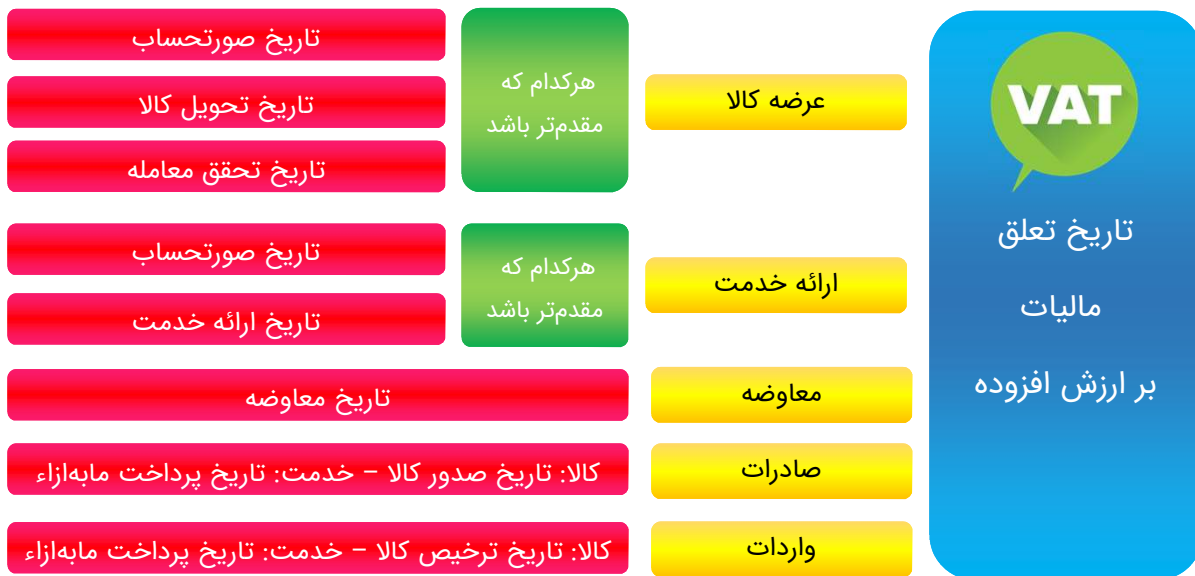 VAT
تاریخ تعلق
مالیات
بر ارزش افزوده
عرضه کالا
هرکدام که
مقدم‌تر باشد
تاریخ صورتحساب
تاریخ تحویل کالا
تاریخ تحقق معامله
ارائه خدمت
هرکدام که
مقدم‌تر باشد
تاریخ صورتحساب
تاریخ ارائه خدمت
معاوضه
تاریخ معاوضه
صادرات
کالا: تاریخ صدور کالا – خدمت: تاریخ پرداخت مابه‌ازاء
واردات
کالا: تاریخ ترخیص کالا – خدمت: تاریخ پرداخت مابه‌ازاء